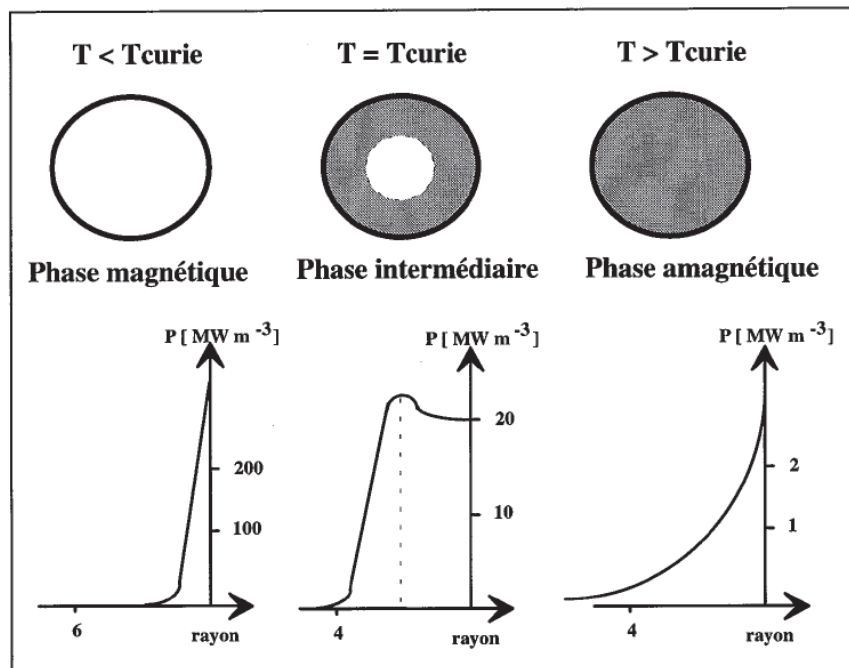 T < Tcurie
T = Tcurie
T > Tcurie
Phase magnétique
Phase intermédiaire
Phase amagnétique
P [ MW m -3 ]
200
100
6
rayon
P [ MW m -3 ]
20
10
4
rayon
P [ MW m -3 ]
2
1
4
rayon